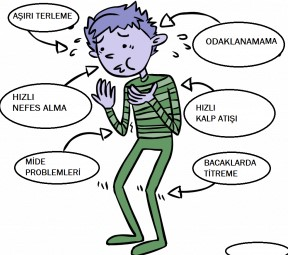 AŞIRI TERLEME
ODAKLANAMAMA
HIZLI
NEFES ALMA
HIZLI
KALP ATIŞI
MİDE
PROBLEMLERİ
BACAKLARDA
TİTREME